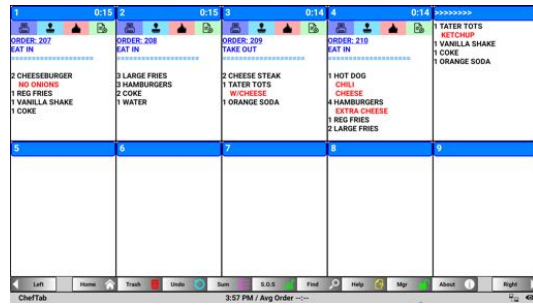 1 0:15
ORDER: 207
EAT IN
2 CHEESEBURGER
NO ONIONS
1 REG FRIES
1 VANILLA SHAKE
1 COKE
2 0:15
ORDER: 208
EAT IN
3 LARGE FRIES
3 HAMBURGERS
2 COKE
1 WATER
3 0:14
ORDER: 209
TAKE OUT
2 CHEESE STEAK
1 TATER TOTS
W/CHEESE
1 ORANGE SODA
4 0:14
ORDER: 210
EAT IN
1 HOT DOG
CHILI
CHEESE
4 HAMBURGERS
EXTRA CHEESE
1 REG FRIES
2 LARGE FRIES
>>>>>>>>
1 TATER TOTS
KETCHUP
1 VANILLA SHAKE
1 COKE
1 ORANGE SODA
5 6 7 8 9
Left Home Trash Undo Sum S.O.S Find Help Mgr About Right
ChefTab 3:57 PM / Avg Order --:--